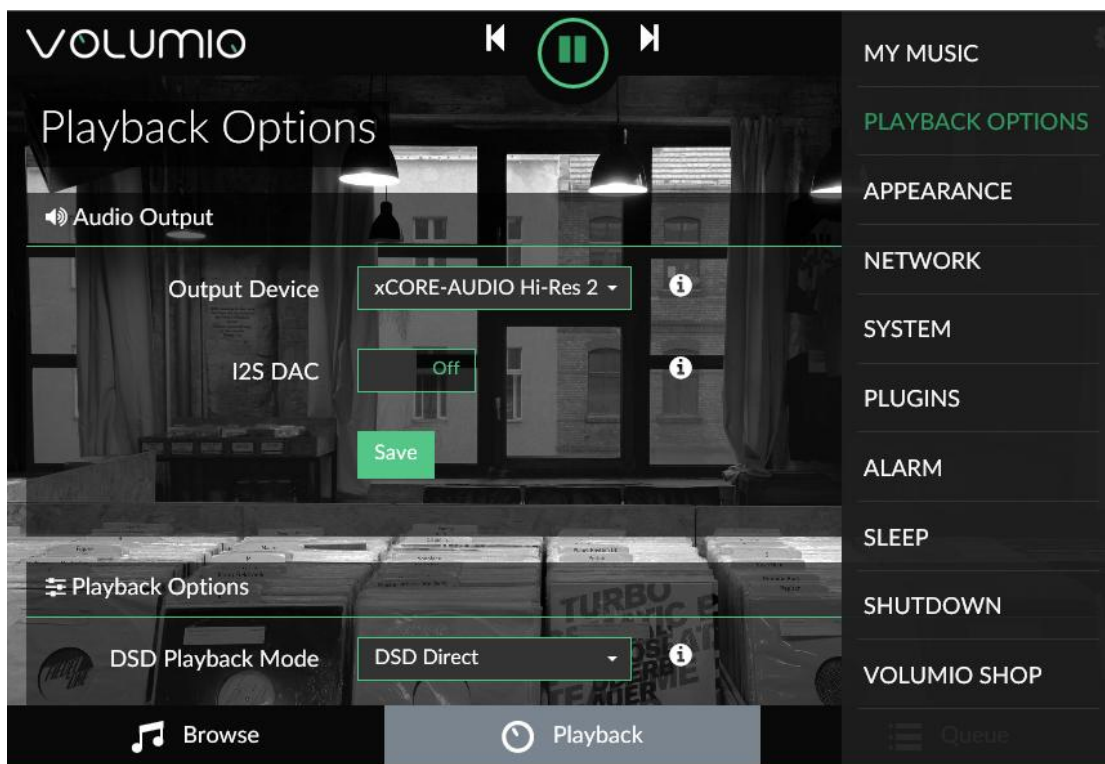 VOLUMIO
Playback Options
Audio Output
Output Device
xCORE-AUDIO Hi-Res 2
I2S DAC
Off
Save
Playback Options
DSD Playback Mode
DSD Direct
TURBO
Browse
Playback
Queue
MY MUSIC
PLAYBACK OPTIONS
APPEARANCE
NETWORK
SYSTEM
PLUGINS
ALARM
SLEEP
SHUTDOWN
VOLUMIO SHOP